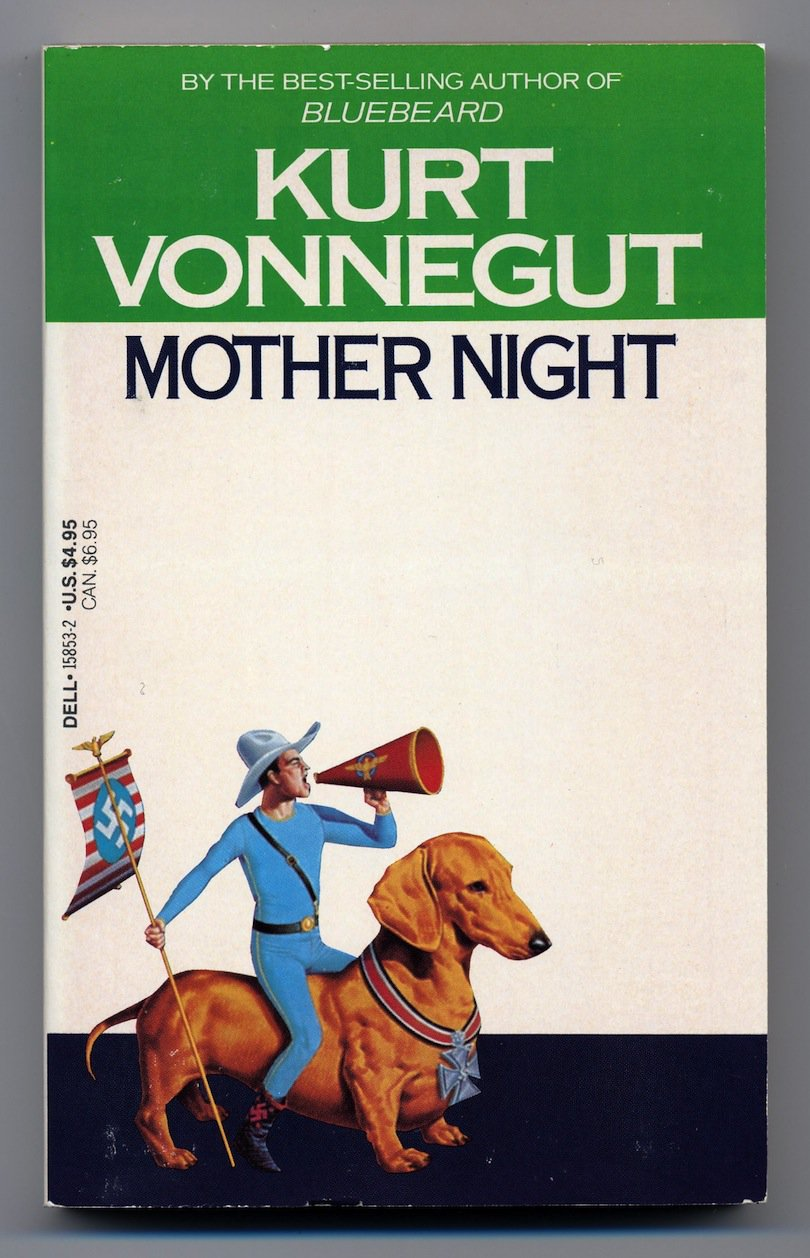 BY THE BEST-SELLING AUTHOR OF
BLUEBEARD
KURT
VONNEGUT
MOTHER NIGHT
DELL • 15853-2 • U.S. $4.95
CAN. $6.95